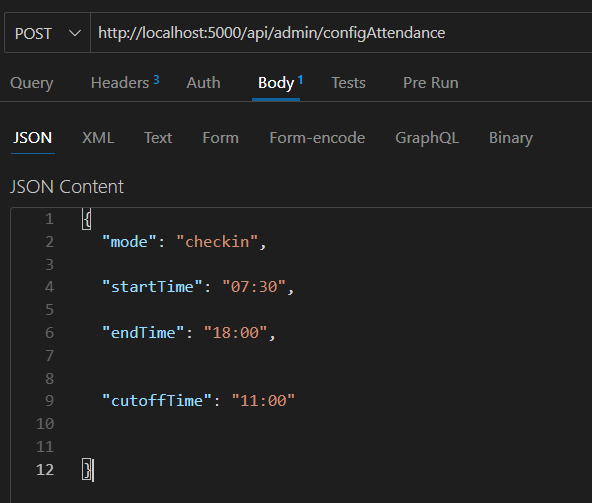 POST http://localhost:5000/api/admin/configAttendance
Query Headers 3 Auth Body 1 Tests Pre Run
JSON XML Text Form Form-encode GraphQL Binary
JSON Content
1 {
2 "mode": "checkin",
3
4 "startTime": "07:30",
5
6 "endTime": "18:00",
7
8
9 "cutoffTime": "11:00"
10
11
12 }